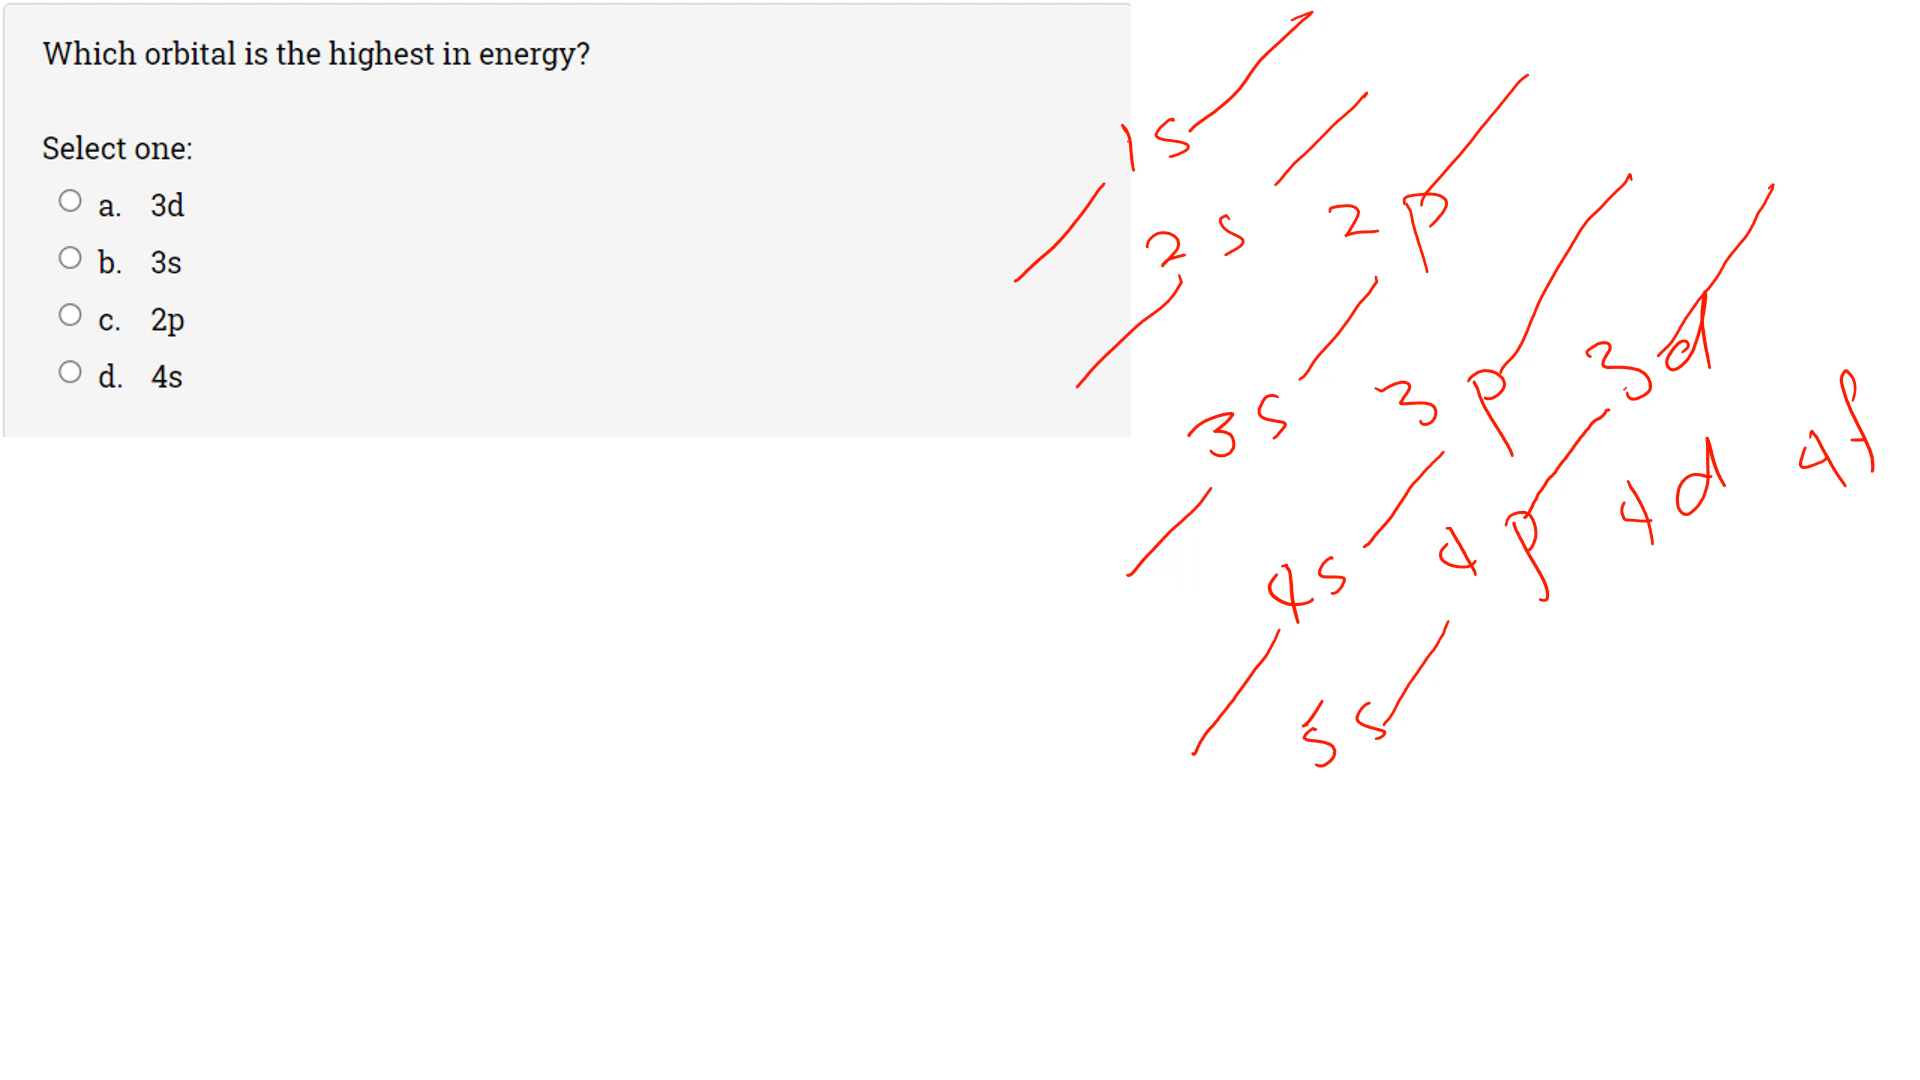 Which orbital is the highest in energy?
Select one:
a. 3d
b. 3s
c. 2p
d. 4s
1s
2s 2p
3s 3p 3d
4s 4p 4d 4f
5s